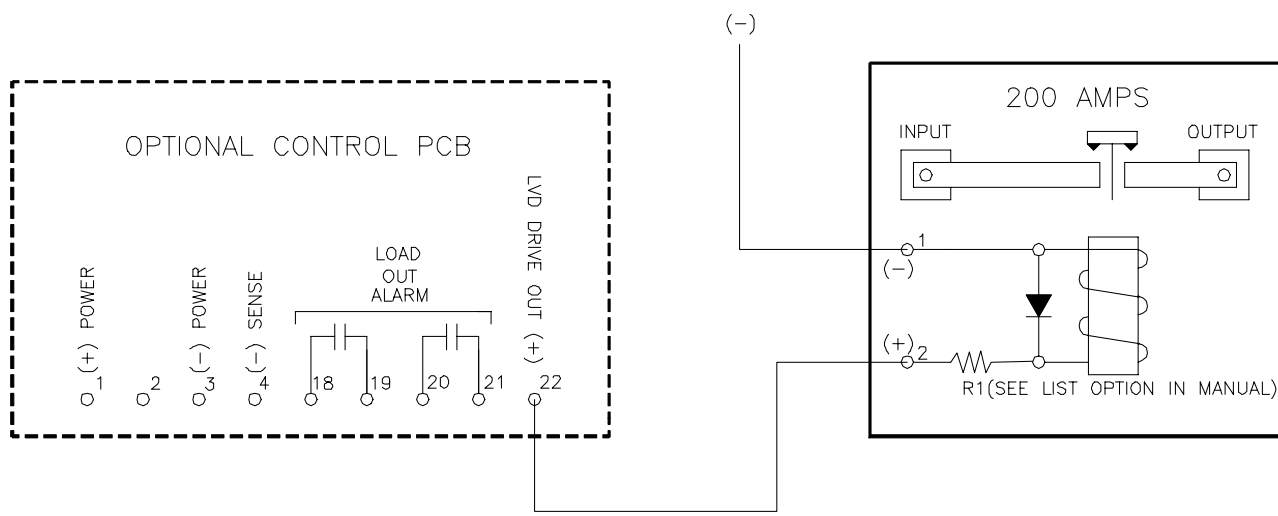 (-)
OPTIONAL CONTROL PCB
(+) POWER
(-) POWER
(-) SENSE
LOAD
OUT
ALARM
LVD DRIVE OUT (+)
1
2
3
4
18
19
20
21
22
200 AMPS
INPUT
OUTPUT
1
(-)
(+)
2
R1(SEE LIST OPTION IN MANUAL)